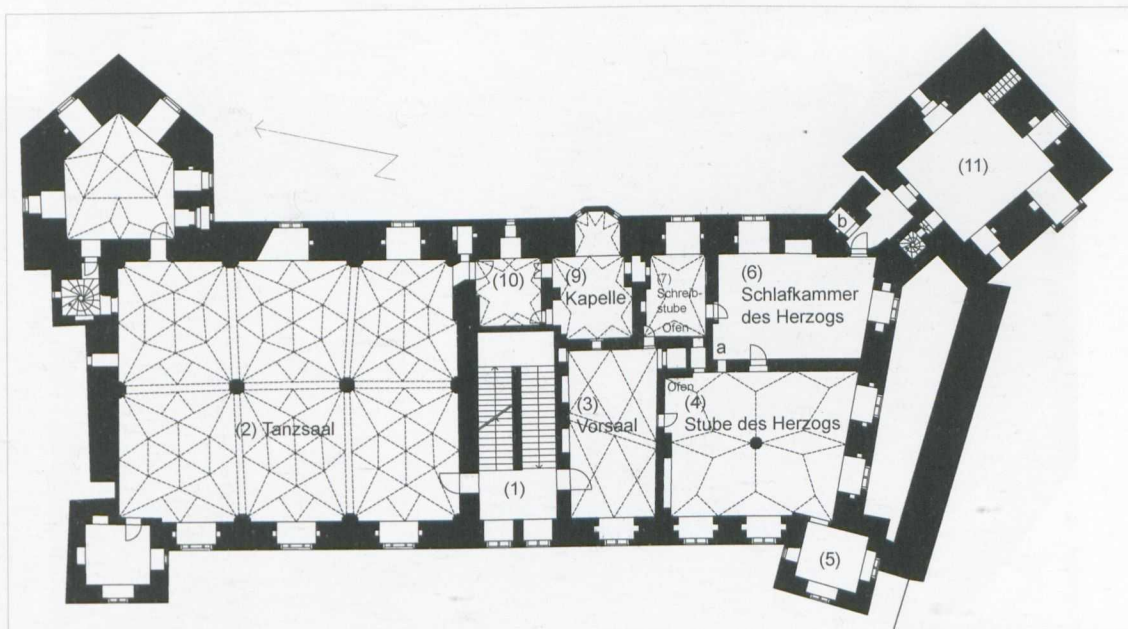 (11)
b
(10)
(9)
Kapelle
(7)
Schreib-
stube
Ofen
(6)
Schlafkammer
des Herzogs
a
(2) Tanzsaal
(3)
Vorsaal
Ofen
(4)
Stube des Herzogs
(1)
(5)